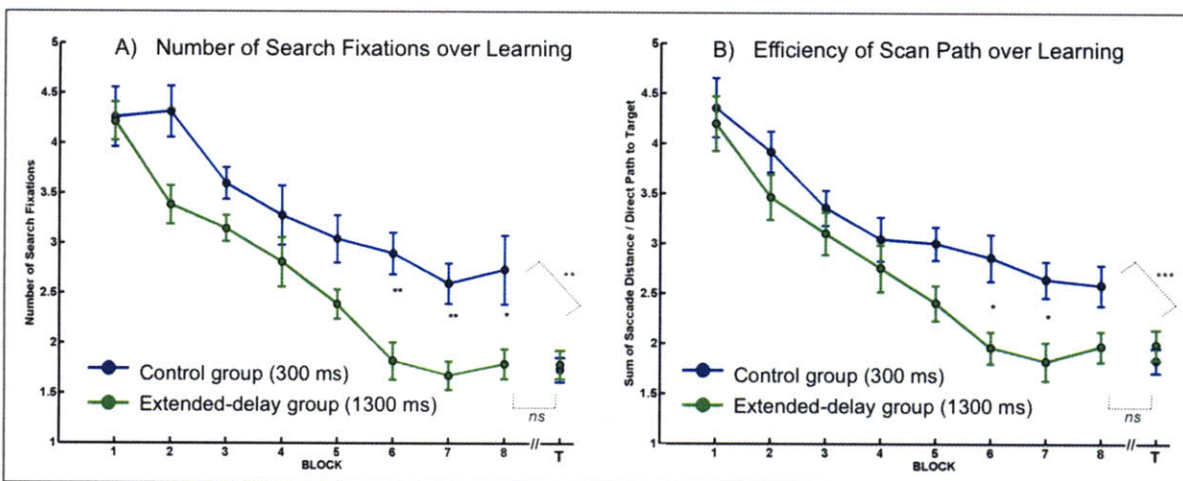 A) Number of Search Fixations over Learning
5
4.5
4
3.5
3
2.5
2
1.5
1
Number of Search Fixations
**
**
*
**
ns
Control group (300 ms)
Extended-delay group (1300 ms)
1 2 3 4 5 6 7 8 // T
BLOCK
B) Efficiency of Scan Path over Learning
5
4.5
4
3.5
3
2.5
2
1.5
1
Sum of Saccade Distance / Direct Path to Target
*
*
***
ns
Control group (300 ms)
Extended-delay group (1300 ms)
1 2 3 4 5 6 7 8 // T
BLOCK